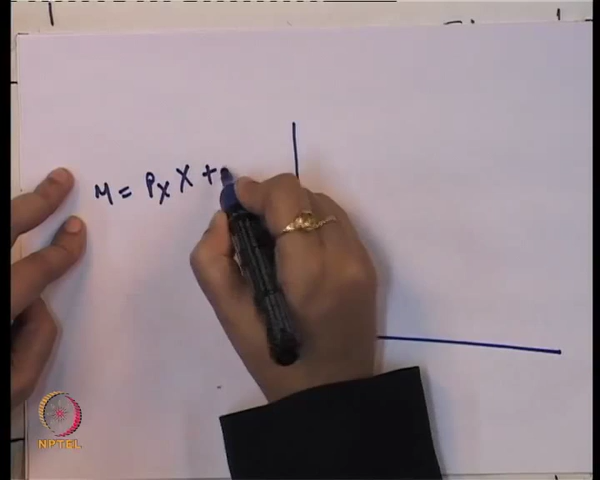 M = Px X +
NPTEL